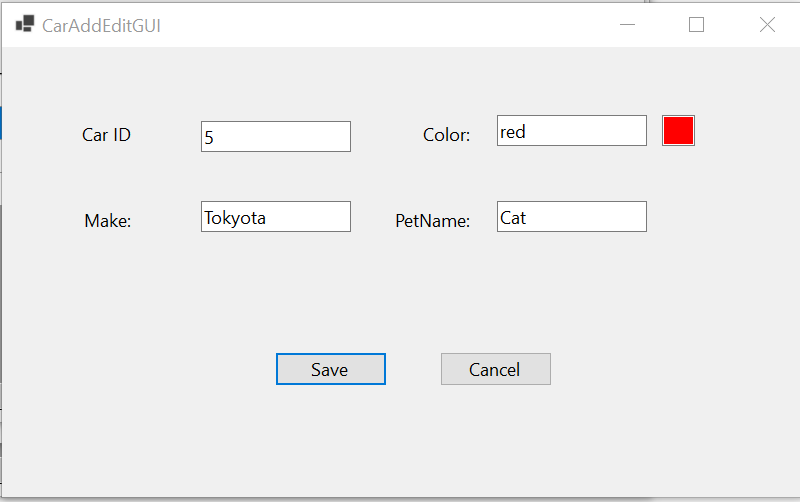 CarAddEditGUI
Car ID 5 Color: red
Make: Tokyota PetName: Cat
Save Cancel